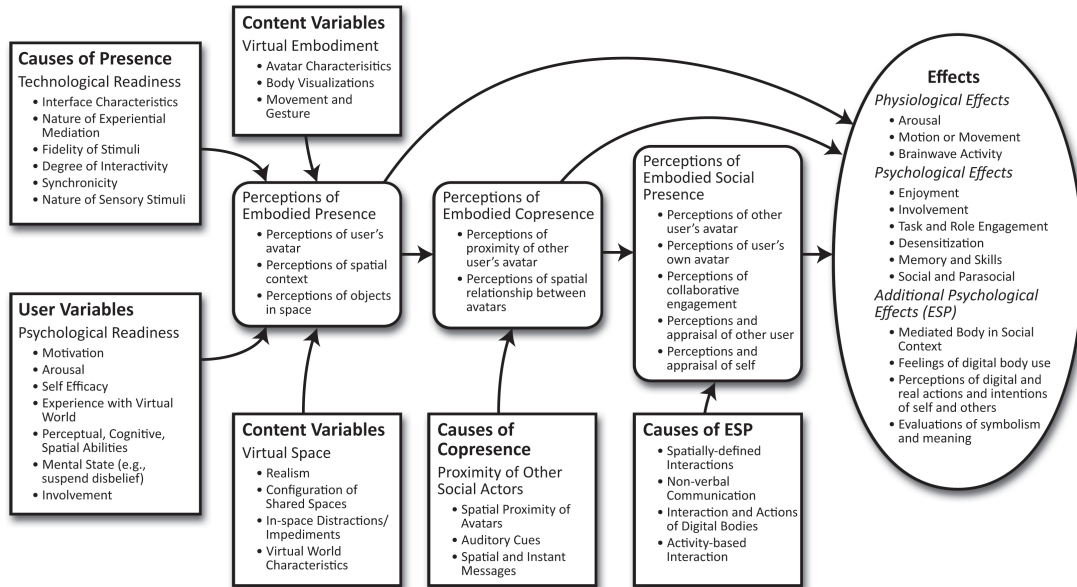 Causes of Presence
Technological Readiness
• Interface Characteristics
• Nature of Experiential
Mediation
• Fidelity of Stimuli
• Degree of Interactivity
• Synchronicity
• Nature of Sensory Stimuli
User Variables
Psychological Readiness
• Motivation
• Arousal
• Self Efficacy
• Experience with Virtual
World
• Perceptual, Cognitive,
Spatial Abilities
• Mental State (e.g.,
suspend disbelief)
• Involvement
Content Variables
Virtual Embodiment
• Avatar Characterisitics
• Body Visualizations
• Movement and
Gesture
Perceptions of
Embodied Presence
• Perceptions of user’s
avatar
• Perceptions of spatial
context
• Perceptions of objects
in space
Content Variables
Virtual Space
• Realism
• Configuration of
Shared Spaces
• In-space Distractions/
Impediments
• Virtual World
Characteristics
Perceptions of
Embodied Copresence
• Perceptions of
proximity of other
user’s avatar
• Perceptions of spatial
relationship between
avatars
Causes of
Copresence
Proximity of Other
Social Actors
• Spatial Proximity of
Avatars
• Auditory Cues
• Spatial and Instant
Messages
Perceptions of
Embodied Social
Presence
• Perceptions of other
user’s avatar
• Perceptions of user’s
own avatar
• Perceptions of
collaborative
engagement
• Perceptions and
appraisal of other user
• Perceptions and
appraisal of self
Causes of ESP
• Spatially-defined
Interactions
• Non-verbal
Communication
• Interaction and Actions
of Digital Bodies
• Activity-based
Interaction
Effects
Physiological Effects
• Arousal
• Motion or Movement
• Brainwave Activity
Psychological Effects
• Enjoyment
• Involvement
• Task and Role Engagement
• Desensitization
• Memory and Skills
• Social and Parasocial
Additional Psychological
Effects (ESP)
• Mediated Body in Social
Context
• Feelings of digital body use
• Perceptions of digital and
real actions and intentions
of self and others
• Evaluations of symbolism
and meaning